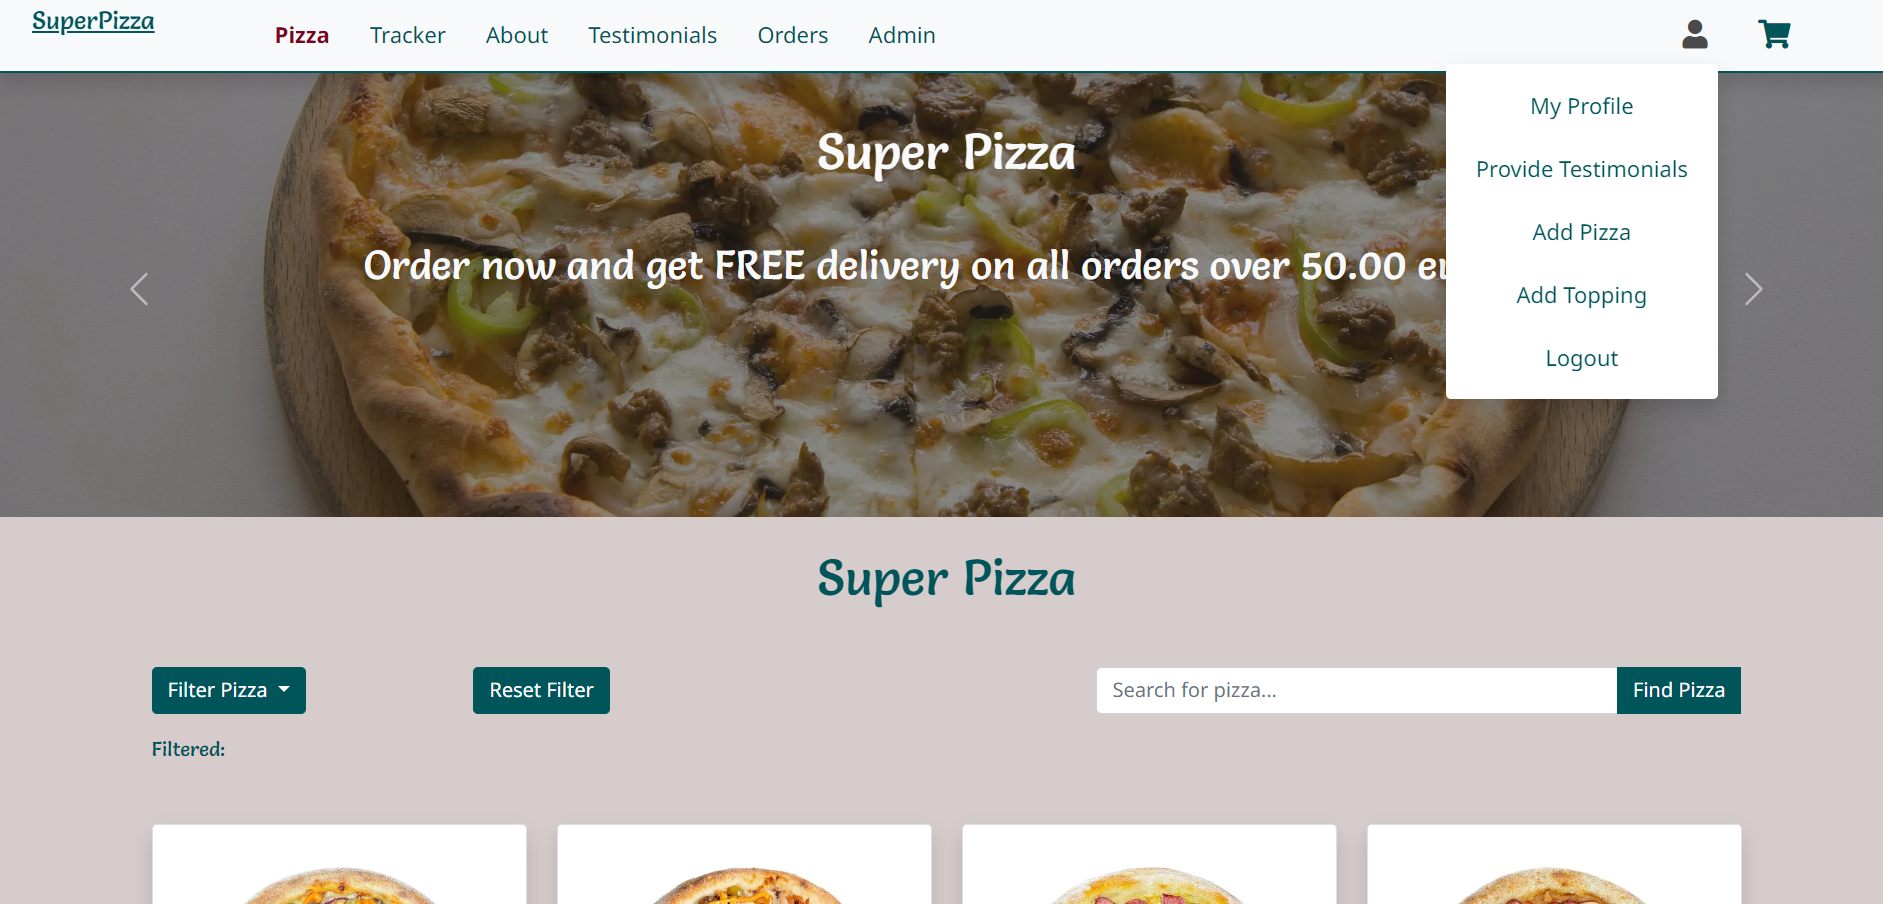 SuperPizza
Pizza Tracker About Testimonials Orders Admin
My Profile
Provide Testimonials
Add Pizza
Add Topping
Logout
Super Pizza
Order now and get FREE delivery on all orders over 50.00
Super Pizza
Filter Pizza Reset Filter Search for pizza... Find Pizza
Filtered: